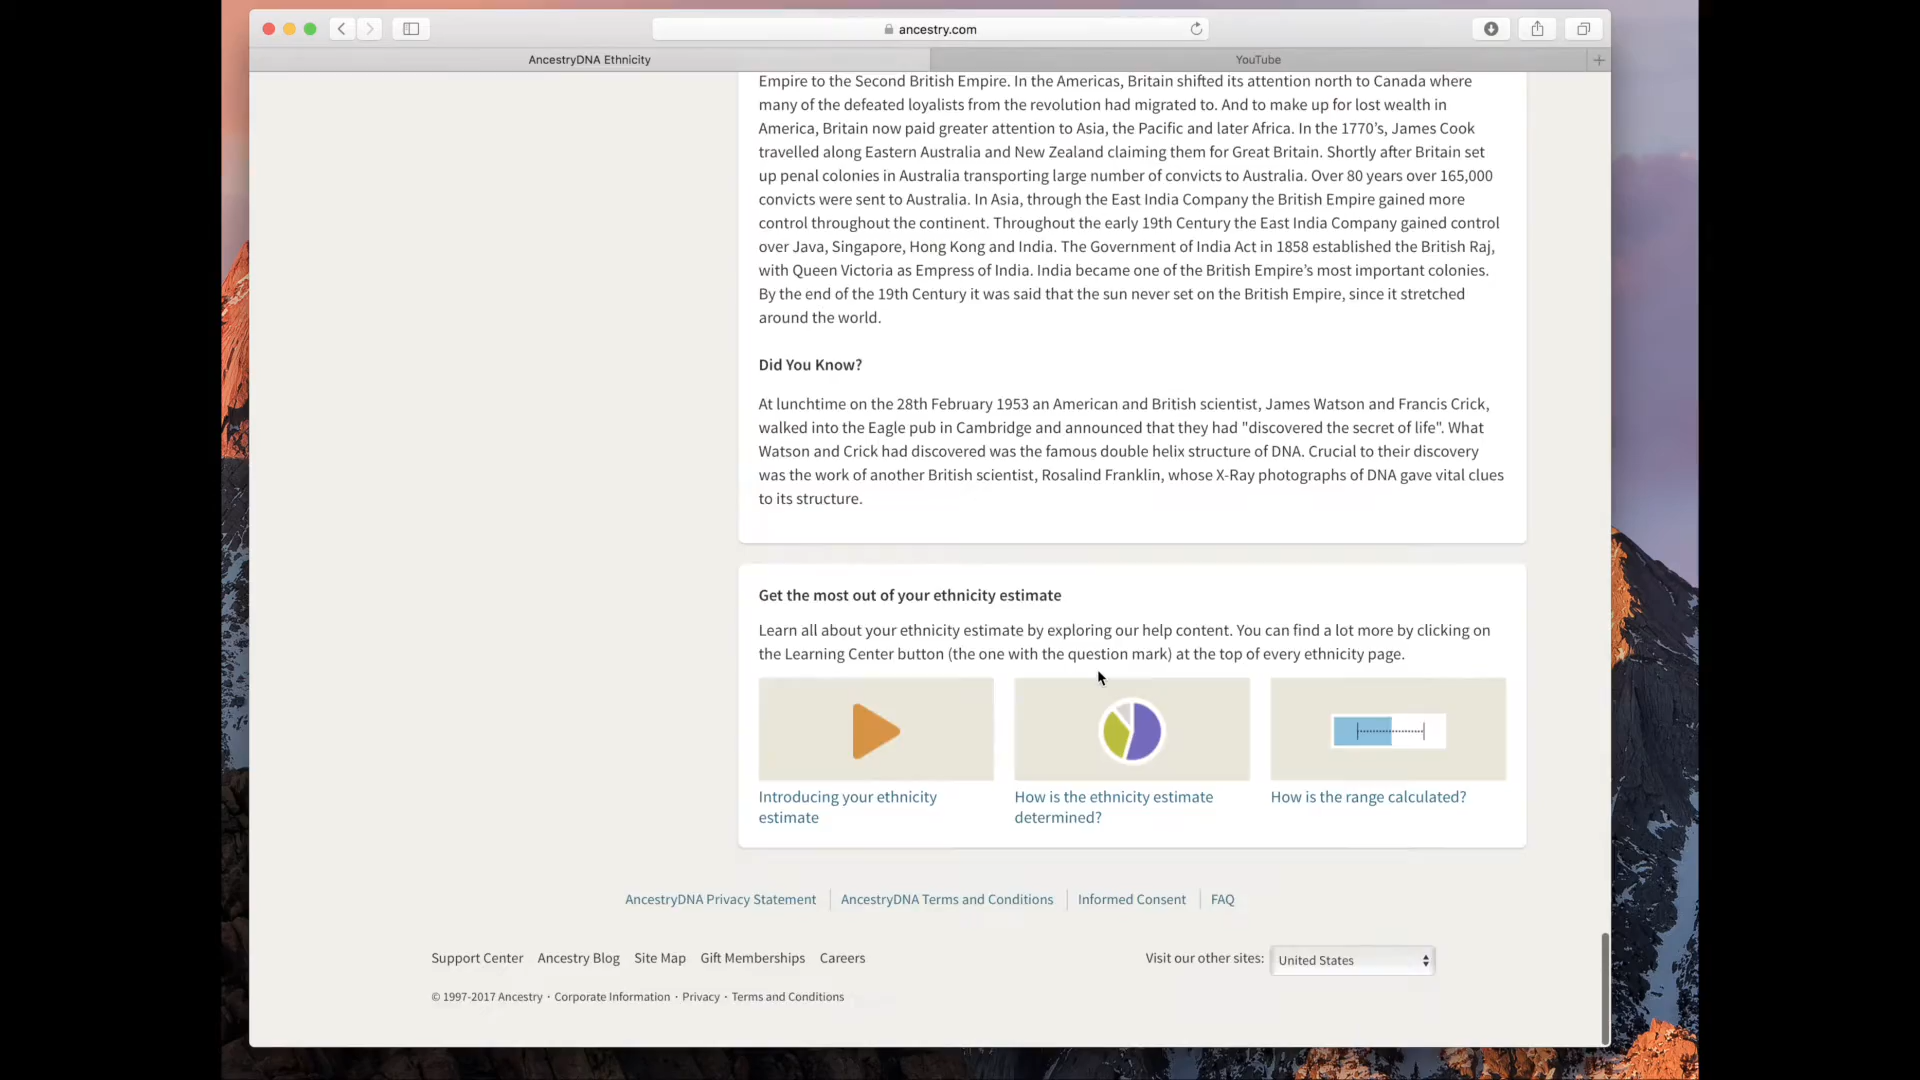 ancestry.com
AncestryDNA Ethnicity
YouTube
Empire to the Second British Empire. In the Americas, Britain shifted its attention north to Canada where
many of the defeated loyalists from the revolution had migrated to. And to make up for lost wealth in
America, Britain now paid greater attention to Asia, the Pacific and later Africa. In the 1770's, James Cook
travelled along Eastern Australia and New Zealand claiming them for Great Britain. Shortly after Britain set
up penal colonies in Australia transporting large number of convicts to Australia. Over 80 years over 165,000
convicts were sent to Australia. In Asia, through the East India Company the British Empire gained more
control throughout the continent. Throughout the early 19th Century the East India Company gained control
over Java, Singapore, Hong Kong and India. The Government of India Act in 1858 established the British Raj,
with Queen Victoria as Empress of India. India became one of the British Empire's most important colonies.
By the end of the 19th Century it was said that the sun never set on the British Empire, since it stretched
around the world.
Did You Know?
At lunchtime on the 28th February 1953 an American and British scientist, James Watson and Francis Crick,
walked into the Eagle pub in Cambridge and announced that they had "discovered the secret of life". What
Watson and Crick had discovered was the famous double helix structure of DNA. Crucial to their discovery
was the work of another British scientist, Rosalind Franklin, whose X-Ray photographs of DNA gave vital clues
to its structure.
Get the most out of your ethnicity estimate
Learn all about your ethnicity estimate by exploring our help content. You can find a lot more by clicking on
the Learning Center button (the one with the question mark) at the top of every ethnicity page.
Introducing your ethnicity
estimate
How is the ethnicity estimate
determined?
How is the range calculated?
AncestryDNA Privacy Statement
AncestryDNA Terms and Conditions
Informed Consent
FAQ
Support Center Ancestry Blog Site Map Gift Memberships Careers
Visit our other sites: United States
© 1997-2017 Ancestry · Corporate Information · Privacy · Terms and Conditions